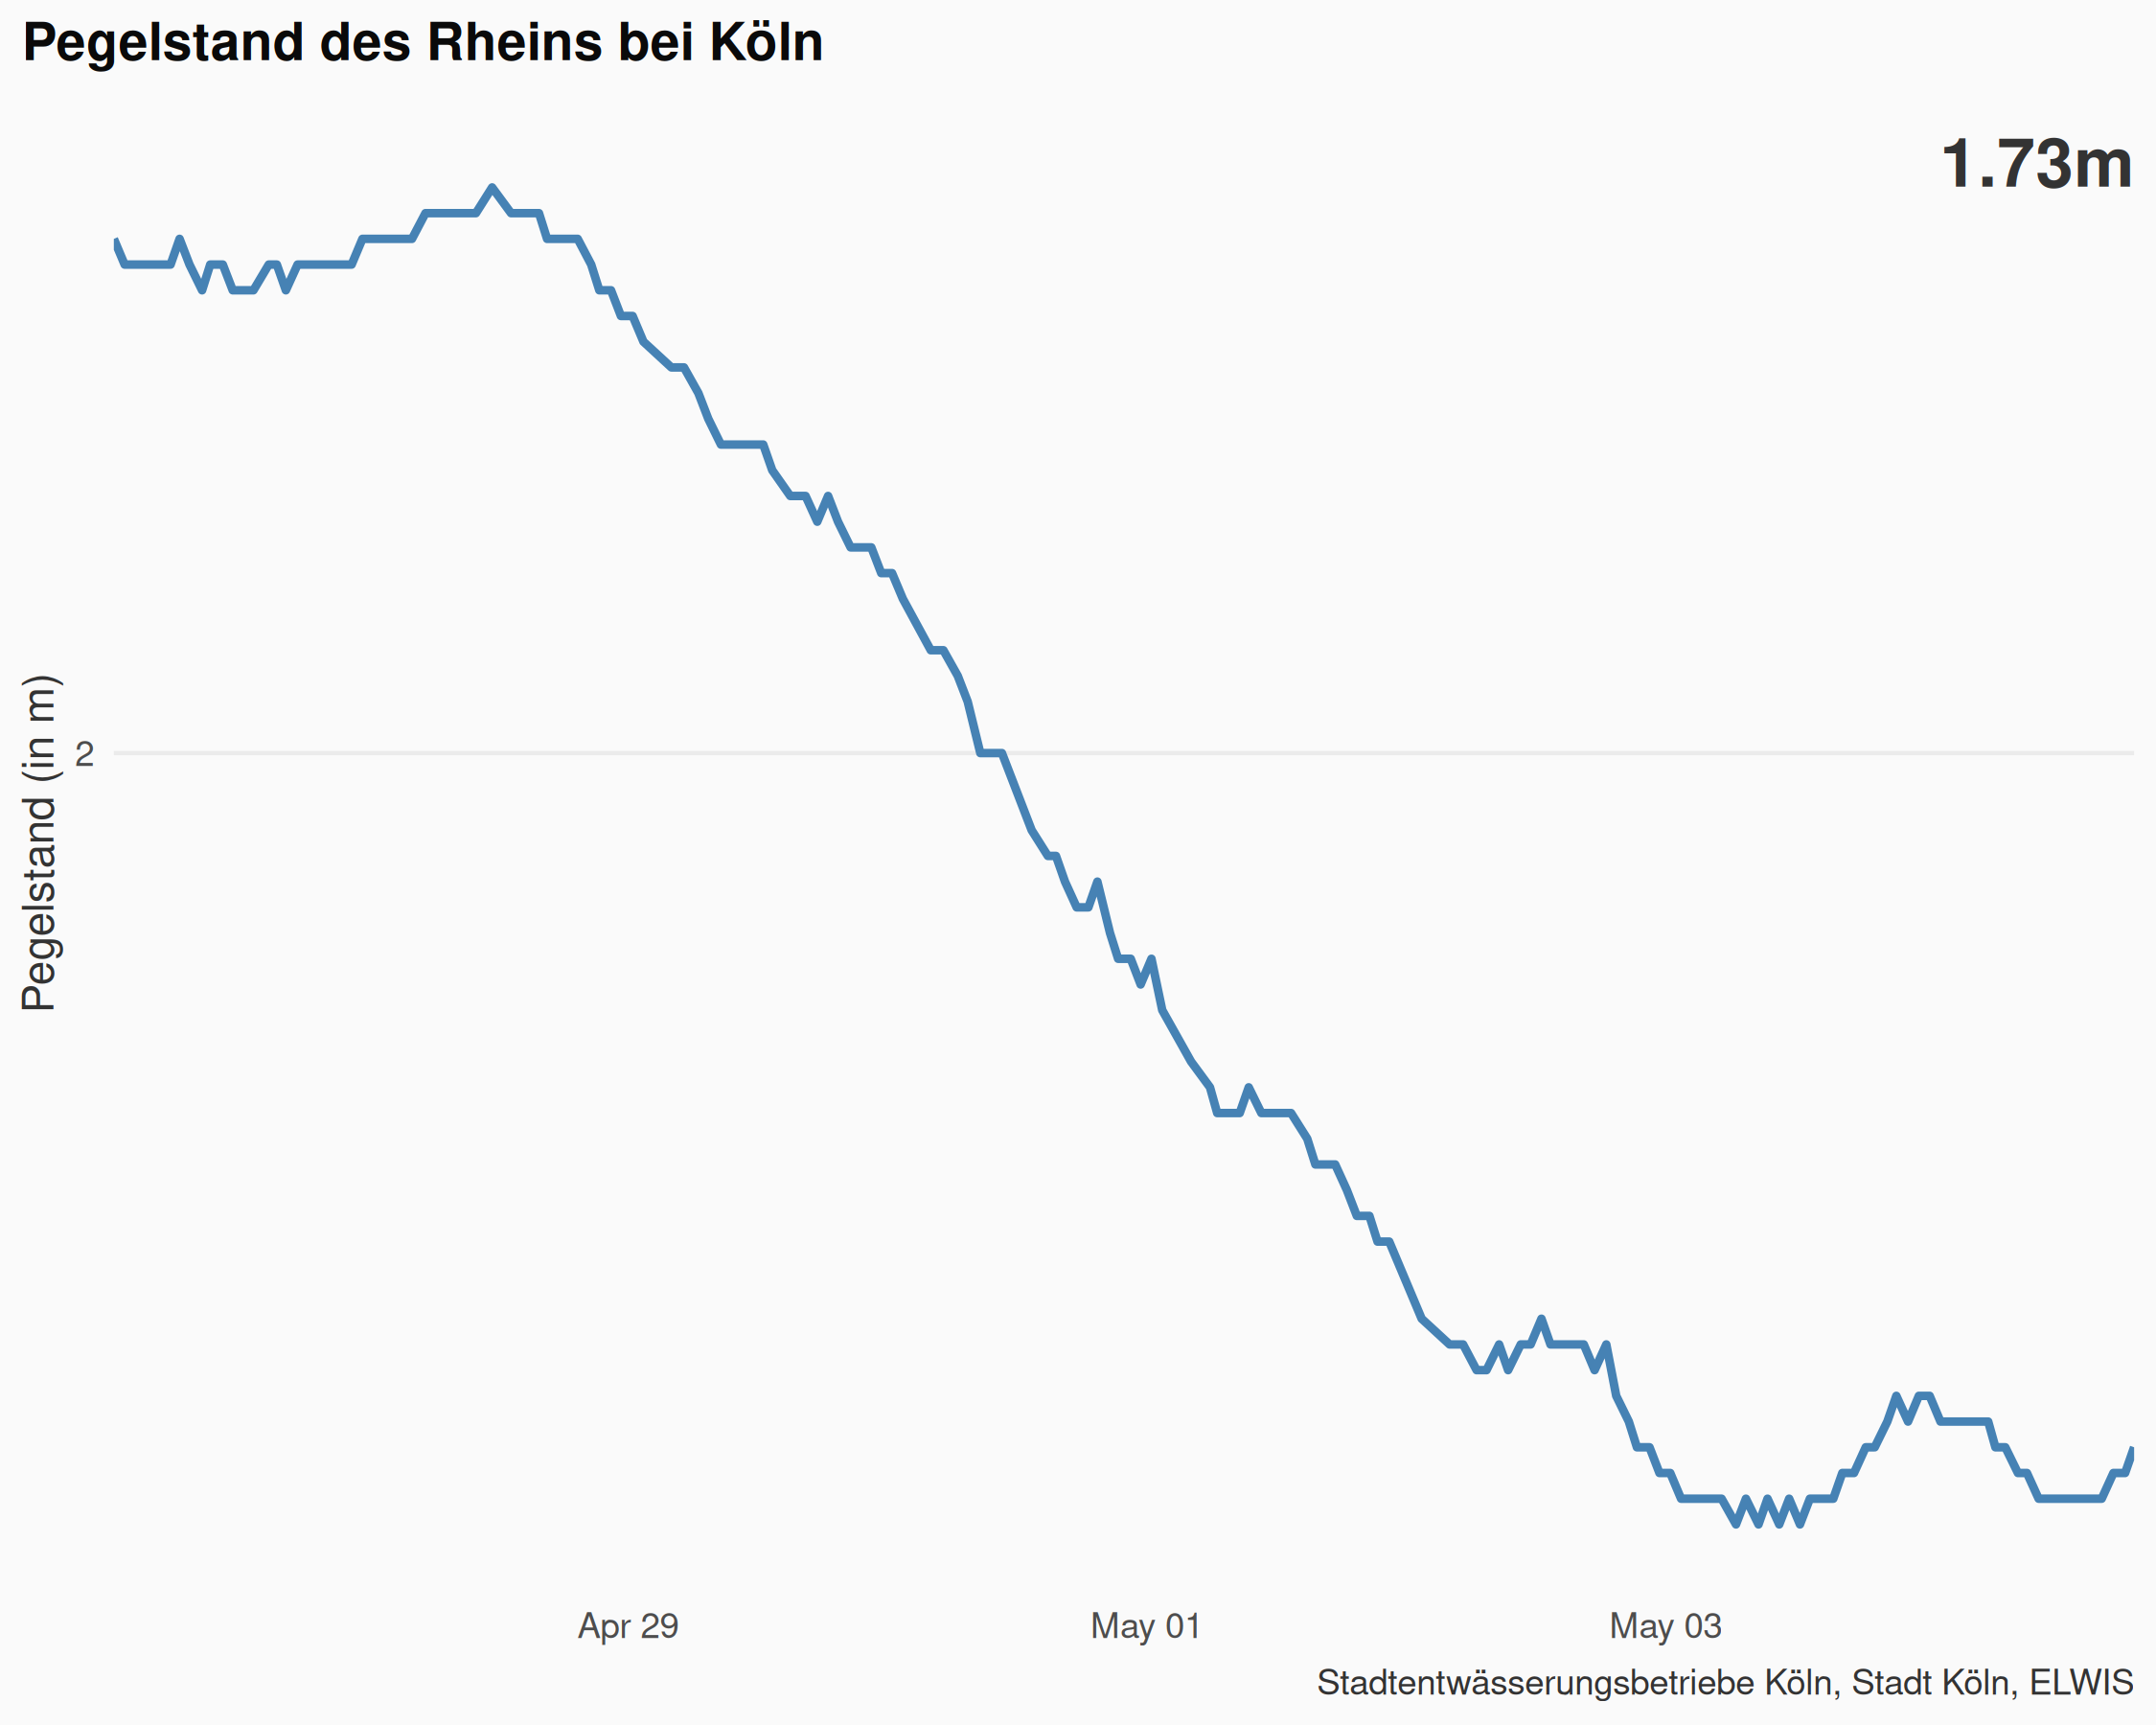 Pegelstand des Rheins bei Köln
1.73m
Pegelstand (in m)
2
Apr 29
May 01
May 03
Stadtentwässerungsbetriebe Köln, Stadt Köln, ELWIS